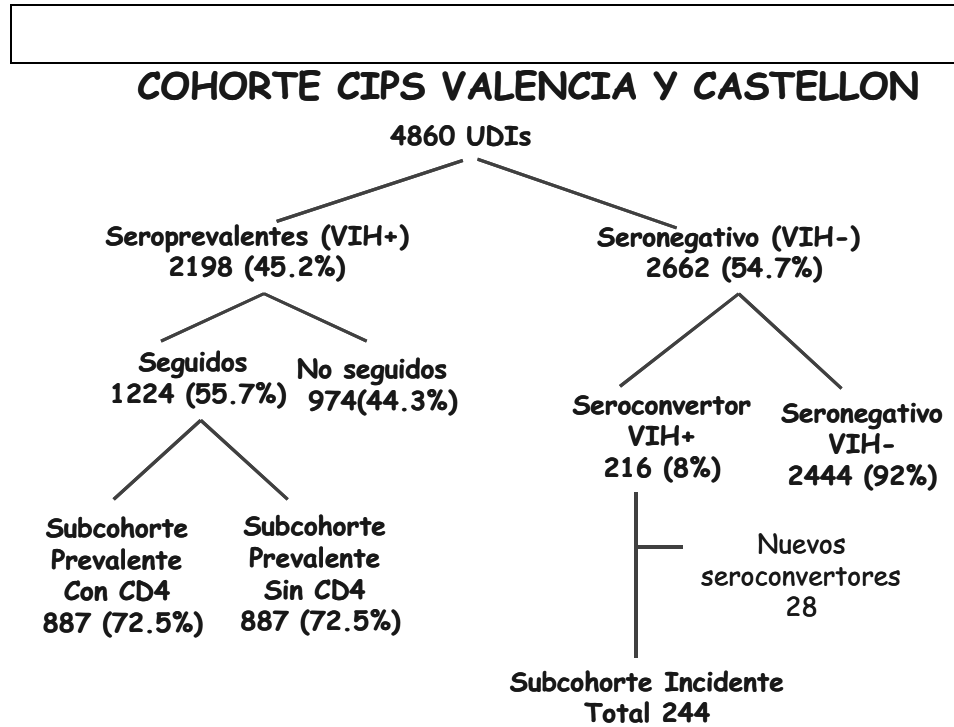 COHORTE CIPS VALENCIA Y CASTELLON
4860 UDIs
Seroprevalentes (VIH+)
2198 (45.2%)
Seronegativo (VIH-)
2662 (54.7%)
Seguidos
1224 (55.7%)
No seguidos
974(44.3%)
Seroconvertor
VIH+
216 (8%)
Seronegativo
VIH-
2444 (92%)
Subcohorte
Prevalente
Con CD4
887 (72.5%)
Subcohorte
Prevalente
Sin CD4
887 (72.5%)
Nuevos
seroconvertores
28
Subcohorte Incidente
Total 244